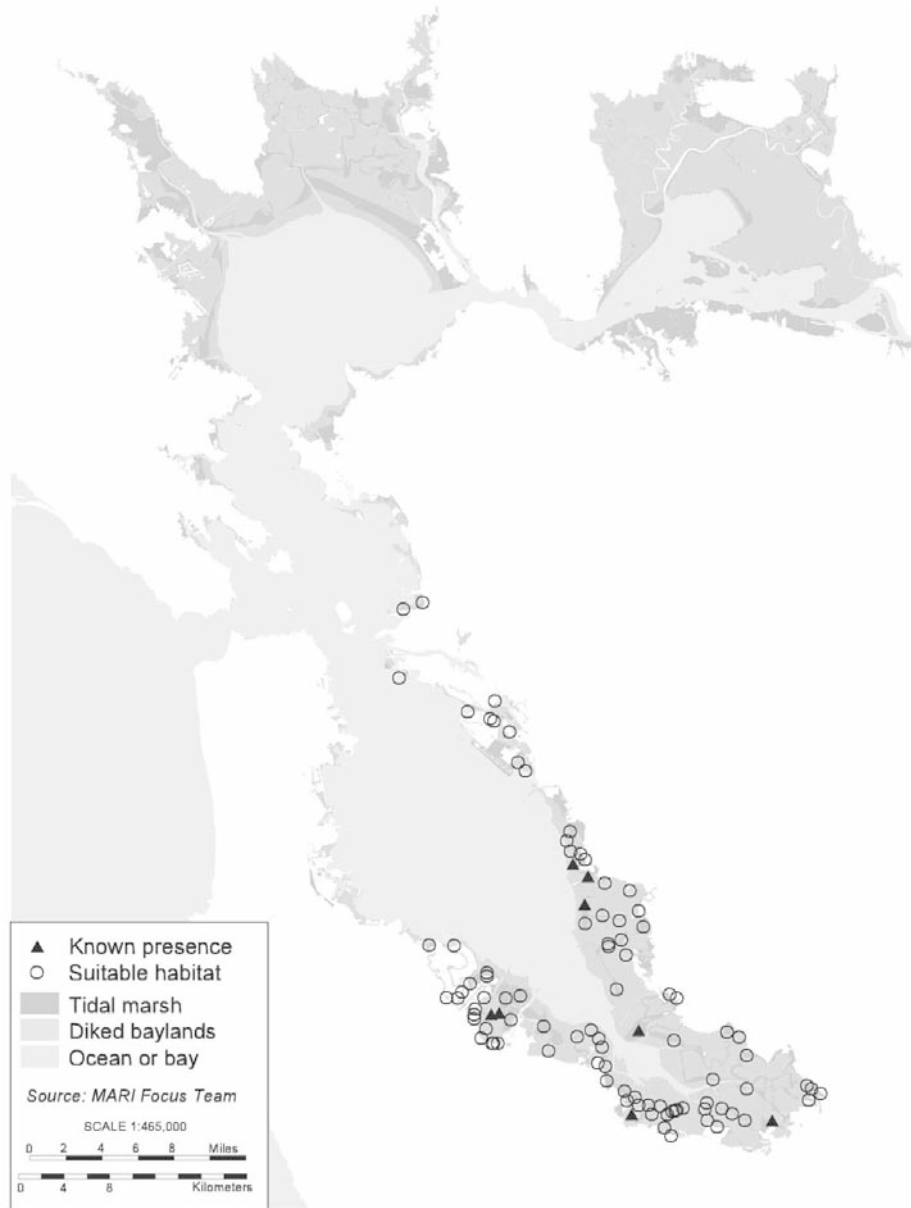 Known presence
Suitable habitat
Tidal marsh
Diked baylands
Ocean or bay
Source: MARI Focus Team
SCALE 1:465,000
0 2 4 6 8 Miles
0 4 8 Kilometers